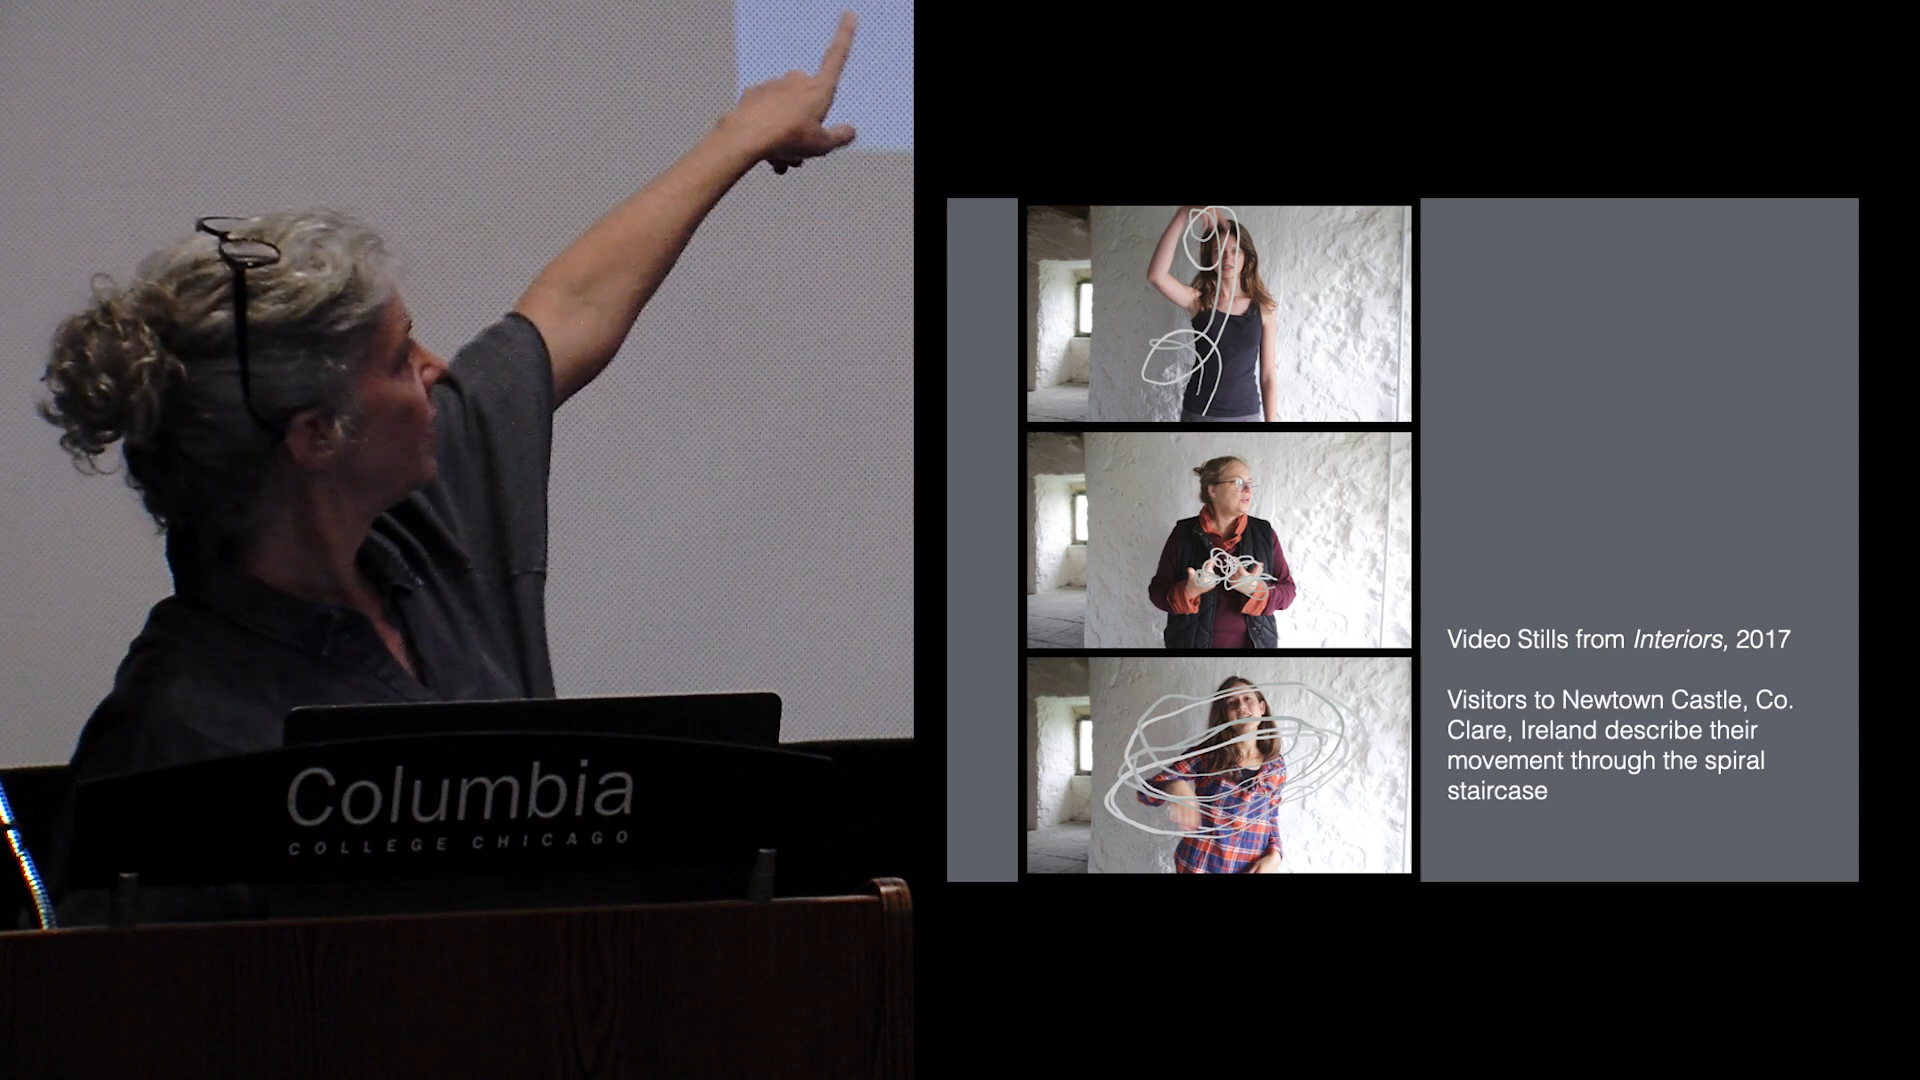 Columbia
COLLEGE CHICAGO
Video Stills from Interiors, 2017
Visitors to Newtown Castle, Co.
Clare, Ireland describe their
movement through the spiral
staircase